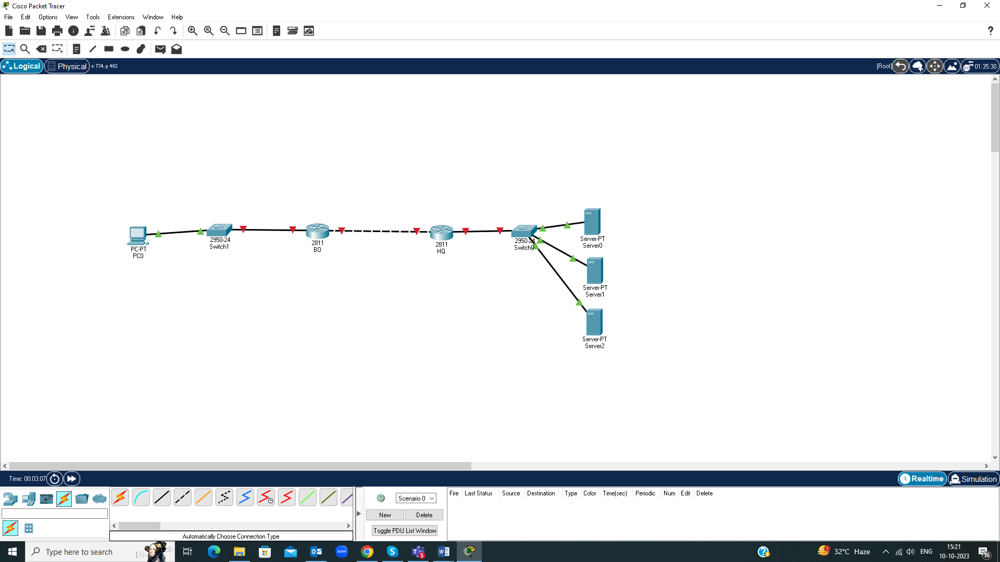 Cisco Packet Tracer
File Edit Options View Tools Extensions Window Help
?
Logical Physical x: 734, y: 482 [Root] 01:35:30
PC-PT
PC0
2950-24
Switch1
2811
BO
2811
HQ
2950-24
Switch0
Server-PT
Server0
Server-PT
Server1
Server-PT
Server2
Time: 00:03:07 Realtime Simulation
Scenario 0
New Delete
Toggle PDU List Window
Fire Last Status Source Destination Type Color Time(sec) Periodic Num Edit Delete
Automatically Choose Connection Type
Type here to search
zoom
5
1
32°C Haze
ENG
15:21
10-10-2023
16